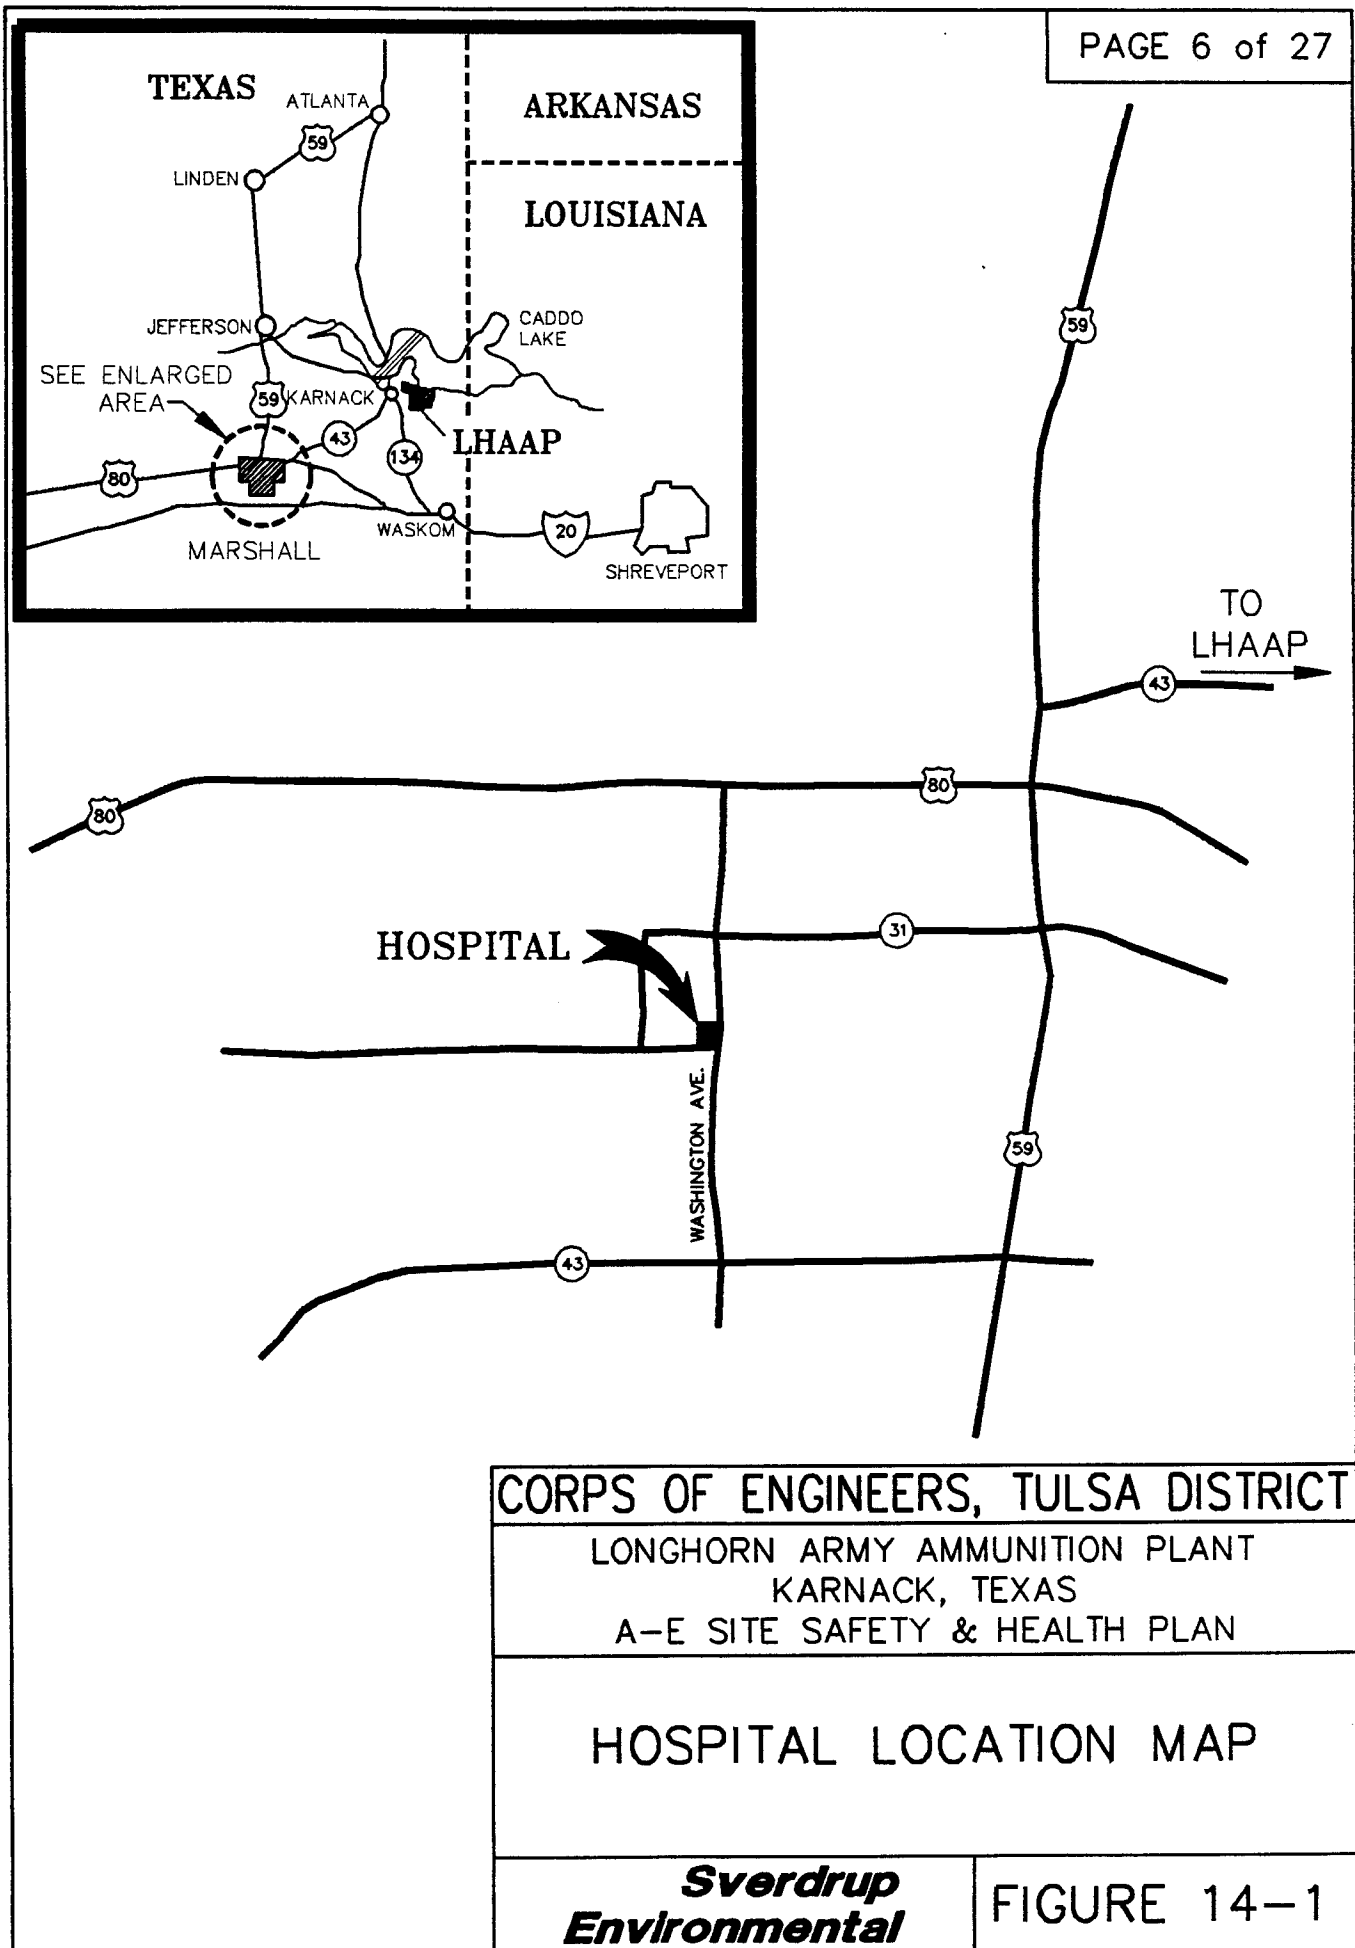 PAGE 6 of 27
TEXAS
ATLANTA
ARKANSAS
59
LINDEN
LOUISIANA
JEFFERSON
CADDO
LAKE
SEE ENLARGED
AREA
59
KARNACK
43
LHAAP
134
80
WASKOM
20
MARSHALL
SHREVEPORT
59
TO
LHAAP
43
80
80
HOSPITAL
31
WASHINGTON AVE.
59
43
CORPS OF ENGINEERS, TULSA DISTRICT
LONGHORN ARMY AMMUNITION PLANT
KARNACK, TEXAS
A-E SITE SAFETY & HEALTH PLAN
HOSPITAL LOCATION MAP
Sverdrup
Environmental
FIGURE 14-1